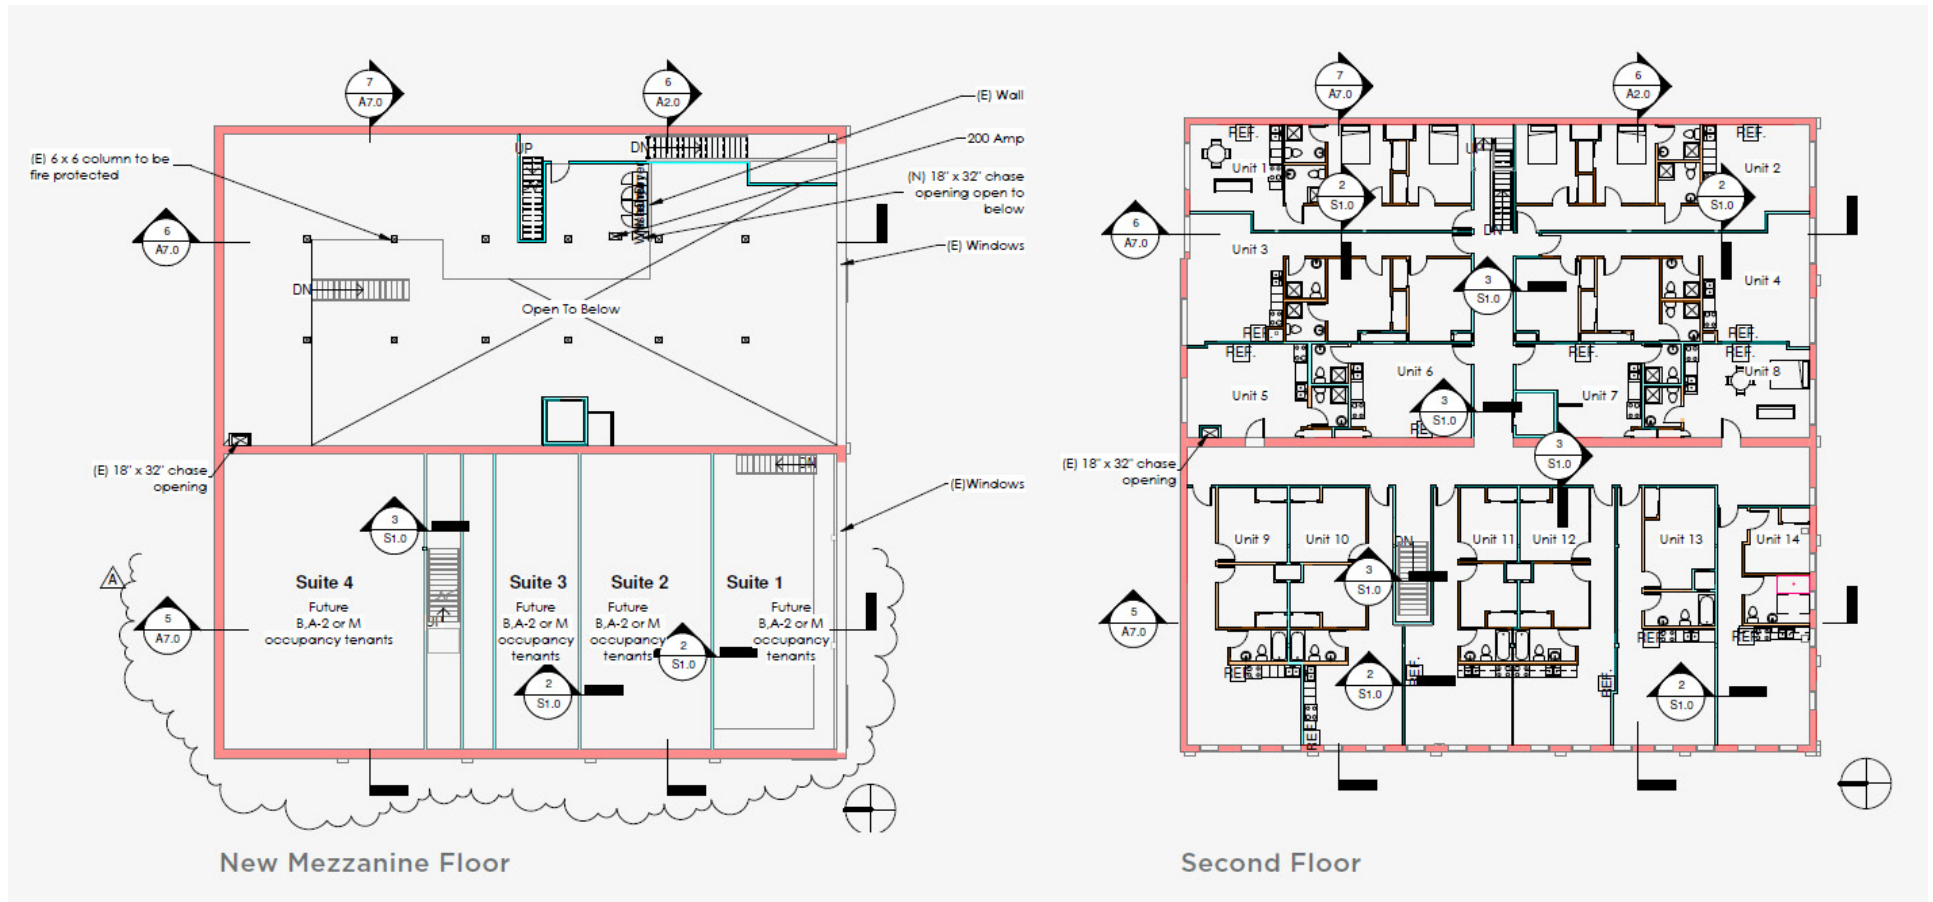 7
A7.0
6
A2.0
(E) Wall
200 Amp
(N) 18" x 32" chase
opening open to
below
(E) Windows
(E) 6 x 6 column to be
fire protected
UP
DN
6
A7.0
DN
Open To Below
(E) 18" x 32" chase
opening
DN
(E)Windows
3
S1.0
A
5
A7.0
Suite 4
Future
B,A-2 or M
occupancy tenants
Suite 3
Future
B,A-2 or M
occupancy
tenants
Suite 2
Future
B,A-2 or M
occupancy
tenants
Suite 1
Future
B,A-2 or M
occupancy
tenants
2
S1.0
2
S1.0
New Mezzanine Floor
7
A7.0
6
A2.0
REF.
REF.
Unit 1
Unit 2
2
S1.0
2
S1.0
6
A7.0
DN
Unit 3
Unit 4
3
S1.0
REF.
REF.
REF.
REF.
REF.
Unit 5
Unit 6
Unit 7
Unit 8
3
S1.0
REF.
3
S1.0
(E) 18" x 32" chase
opening
Unit 9
Unit 10
DN
Unit 11
Unit 12
Unit 13
Unit 14
3
S1.0
5
A7.0
REF.
REF.
REF.
REF.
REF.
REF.
2
S1.0
2
S1.0
Second Floor